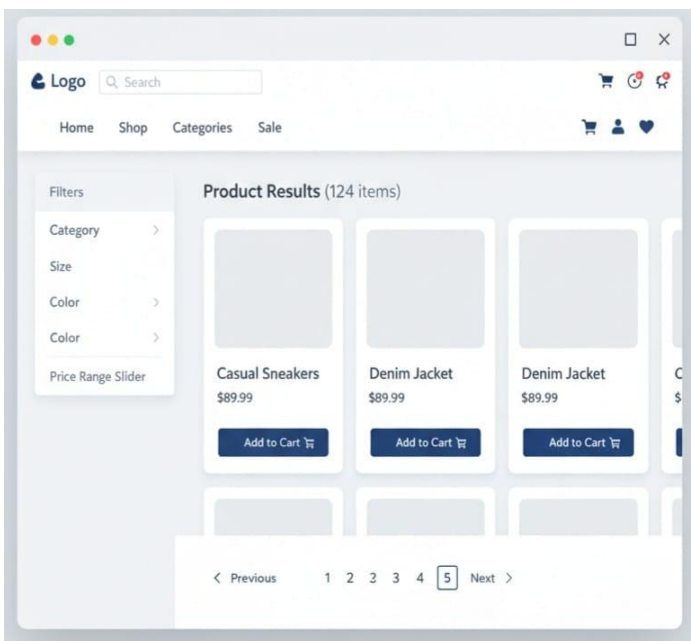 Logo
Search
Home Shop Categories Sale
Filters
Category
Size
Color
Color
Price Range Slider
Product Results (124 items)
Casual Sneakers Denim Jacket Denim Jacket C
$89.99 $89.99 $89.99 $
Add to Cart Add to Cart Add to Cart
< Previous 1 2 2 3 4 5 Next >